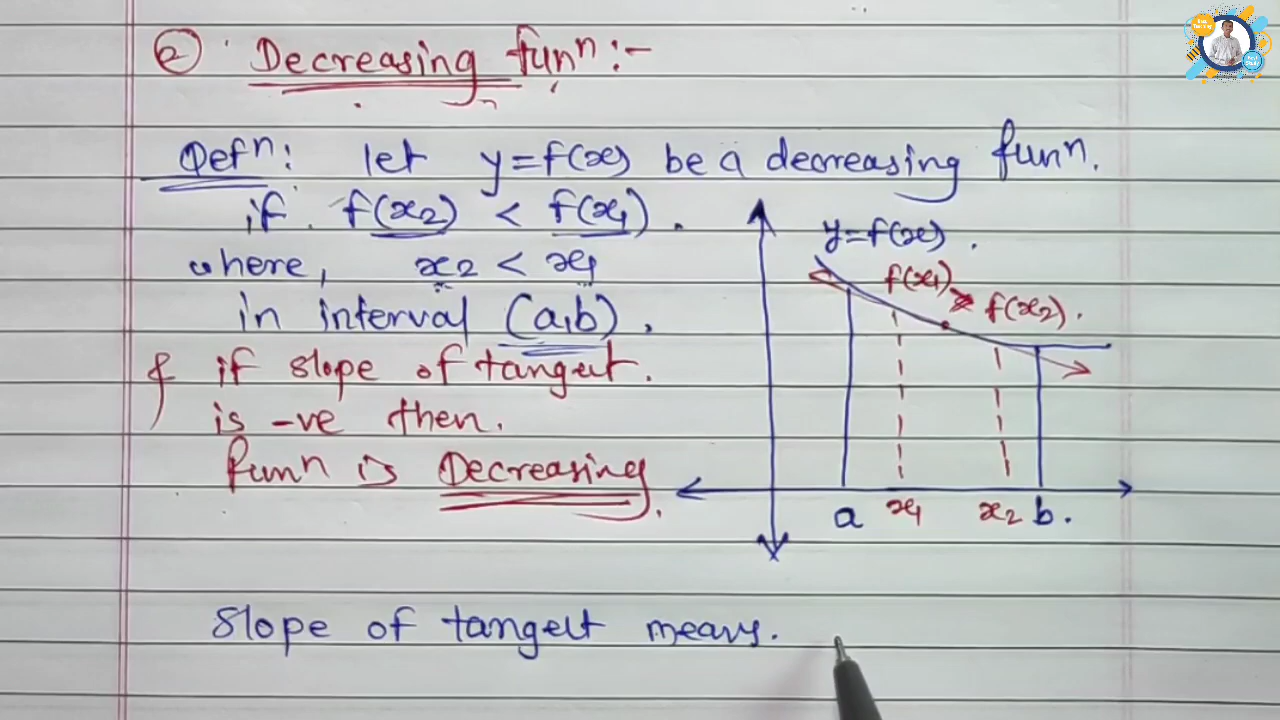 ② Decreasing funⁿ:-
Defⁿ: let y=f(x) be a decreasing funⁿ.
if f(x₂) < f(x₁).
where, x₂ < x₁
in interval (a,b).
& if slope of tangent.
is -ve then.
funⁿ is Decreasing.
y=f(x).
f(x₁) > f(x₂).
a x₁ x₂ b.
Slope of tangent means.